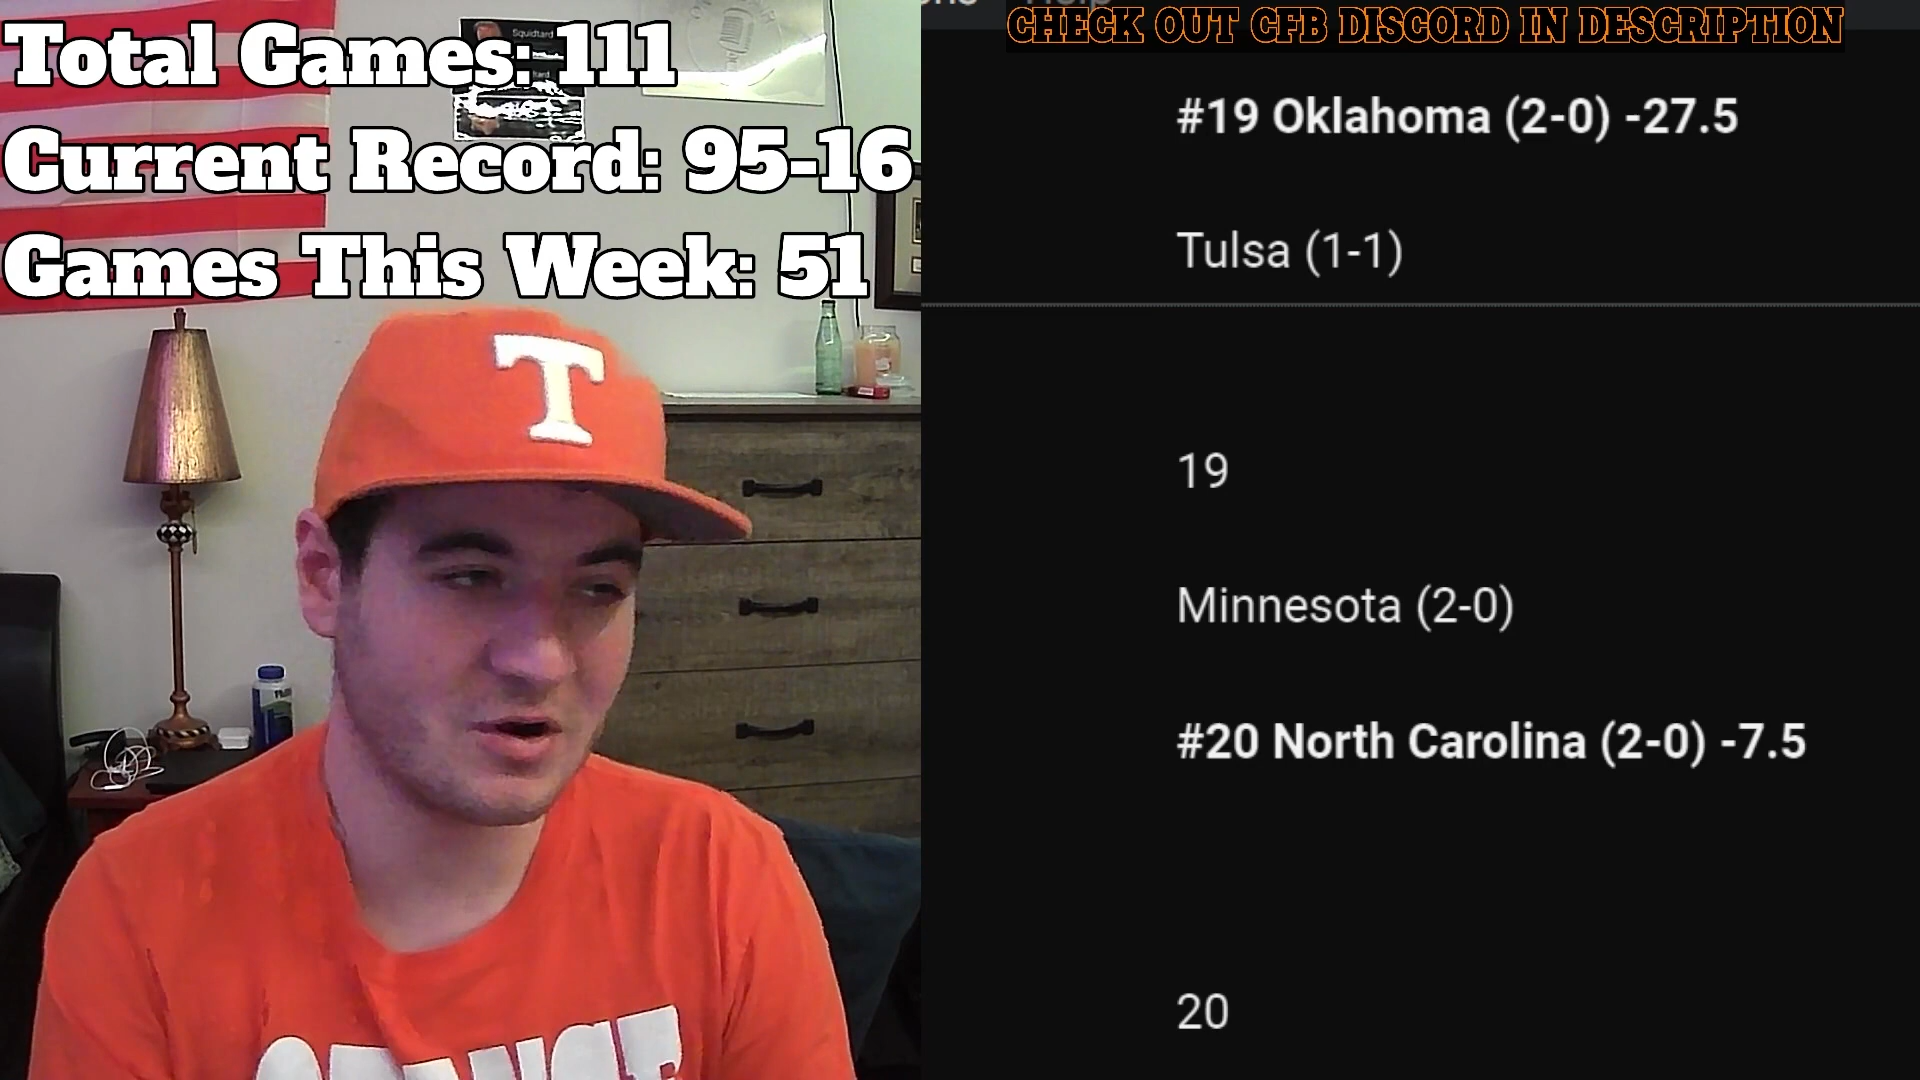 Total Games: 111
Current Record: 95-16
Games This Week: 51
CHECK OUT CFB DISCORD IN DESCRIPTION
#19 Oklahoma (2-0) -27.5
Tulsa (1-1)
19
Minnesota (2-0)
#20 North Carolina (2-0) -7.5
20
Squidtard
T